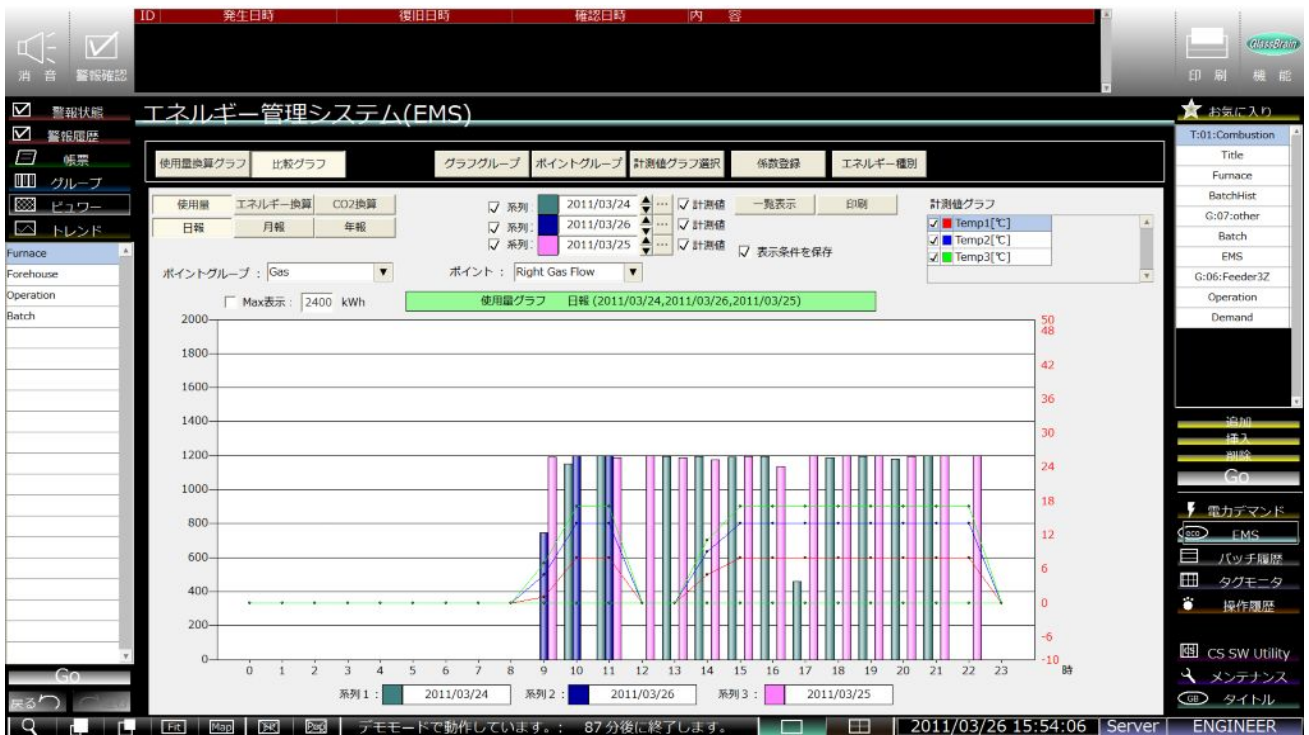 ID 発生日時 復旧日時 確認日時 内 容
消 音 警報確認
印 刷 機 能
GlassBrain
警報状態
警報履歴
帳票
グループ
ビュワー
トレンド
Furnace
Forehouse
Operation
Batch
Go
戻る
エネルギー管理システム(EMS)
使用量換算グラフ 比較グラフ グラフグループ ポイントグループ 計測値グラフ選択 係数登録 エネルギー種別
使用量 エネルギー換算 CO2換算
日報 月報 年報
系列: 2011/03/24 ... 計測値
系列: 2011/03/26 ... 計測値
系列: 2011/03/25 ... 計測値
一覧表示 印刷
表示条件を保存
計測値グラフ
Temp1[℃]
Temp2[℃]
Temp3[℃]
ポイントグループ : Gas ポイント : Right Gas Flow
Max表示 : 2400 kWh
使用量グラフ 日報 (2011/03/24,2011/03/26,2011/03/25)
2000
1800
1600
1400
1200
1000
800
600
400
200
0
50
48
42
36
30
24
18
12
6
0
-6
-10
0 1 2 3 4 5 6 7 8 9 10 11 12 13 14 15 16 17 18 19 20 21 22 23 時
系列1 : 2011/03/24 系列2 : 2011/03/26 系列3 : 2011/03/25
お気に入り
T:01:Combustion
Title
Furnace
BatchHist
G:07:other
Batch
EMS
G:06:Feeder3Z
Operation
Demand
追加
挿入
削除
Go
電力デマンド
eco EMS
バッチ履歴
タグモニタ
操作履歴
CS SW Utility
メンテナンス
GB タイトル
Fit Map デモモードで動作しています。: 87分後に終了します。 2011/03/26 15:54:06 Server ENGINEER